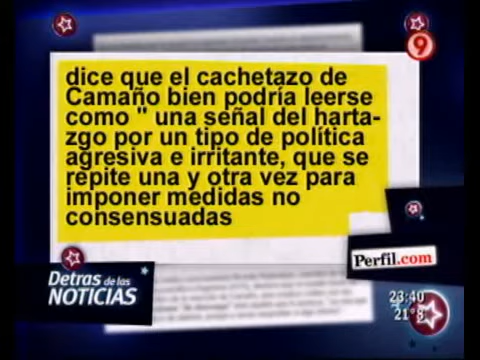 9
dice que el cachetazo de
Camaño bien podría leerse
como " una señal del harta-
zgo por un tipo de política
agresiva e irritante, que se
repite una y otra vez para
imponer medidas no
consensuadas
Perfil.com
Detras de las
NOTICIAS
23:40
21°8